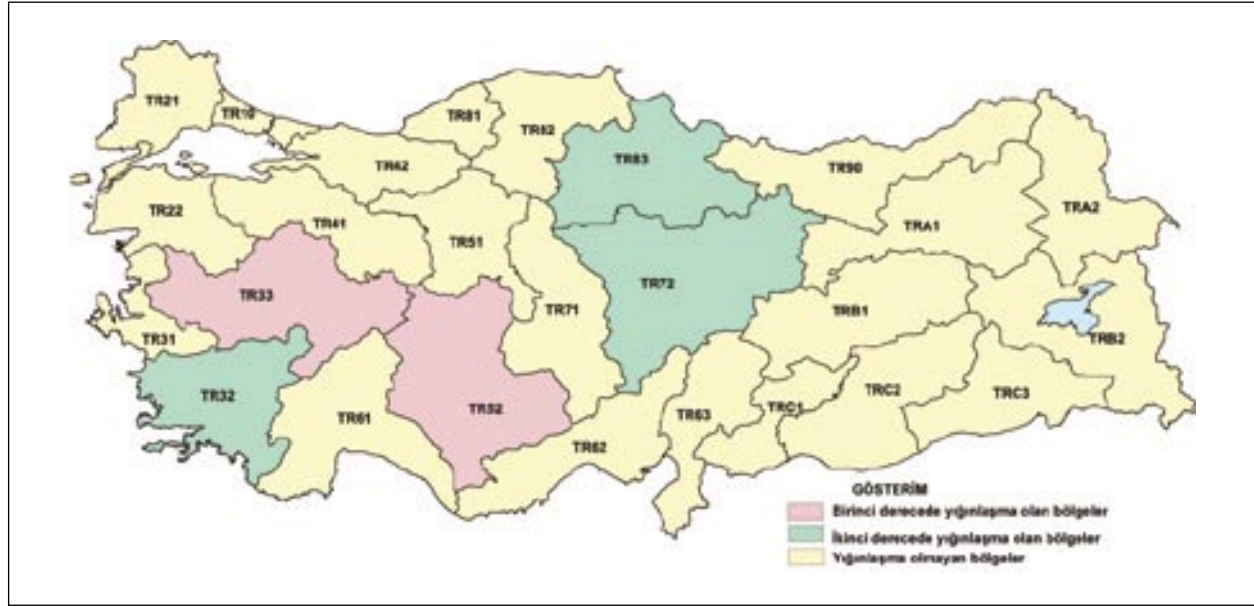 TR21
TR10
TR81
TR82
TR83
TR42
TR90
TR22
TR41
TR51
TRA1
TRA2
TR33
TR72
TR71
TRB1
TR31
TRB2
TR32
TR52
TR61
TR62
TR63
TRC1
TRC2
TRC3
GÖSTERİM
Birinci derecede yığınlaşma olan bölgeler
İkinci derecede yığınlaşma olan bölgeler
Yığınlaşma olmayan bölgeler